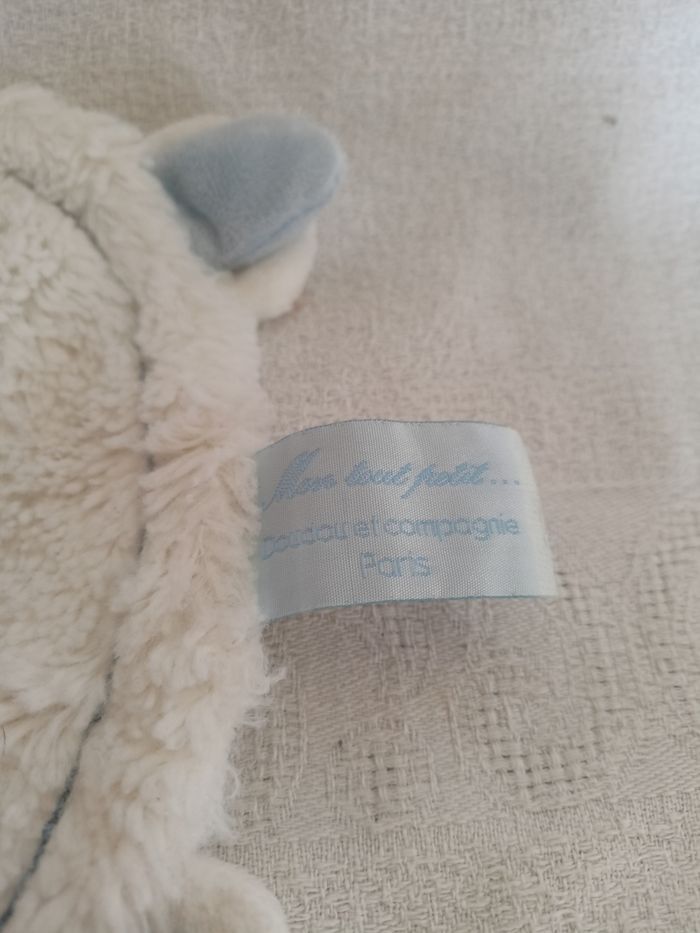 Mon tout petit...
Doudou et compagnie
Paris